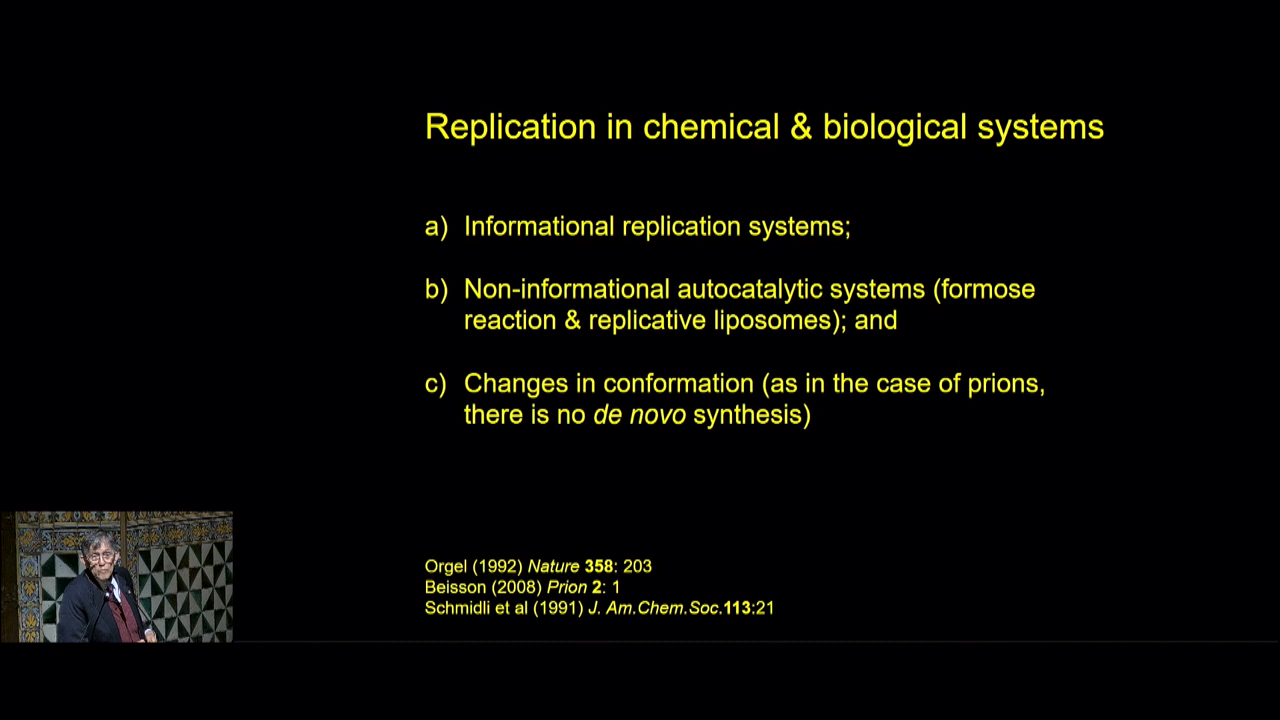 Replication in chemical & biological systems
a) Informational replication systems;
b) Non-informational autocatalytic systems (formose
reaction & replicative liposomes); and
c) Changes in conformation (as in the case of prions,
there is no de novo synthesis)
Orgel (1992) Nature 358: 203
Beisson (2008) Prion 2: 1
Schmidli et al (1991) J. Am.Chem.Soc.113:21